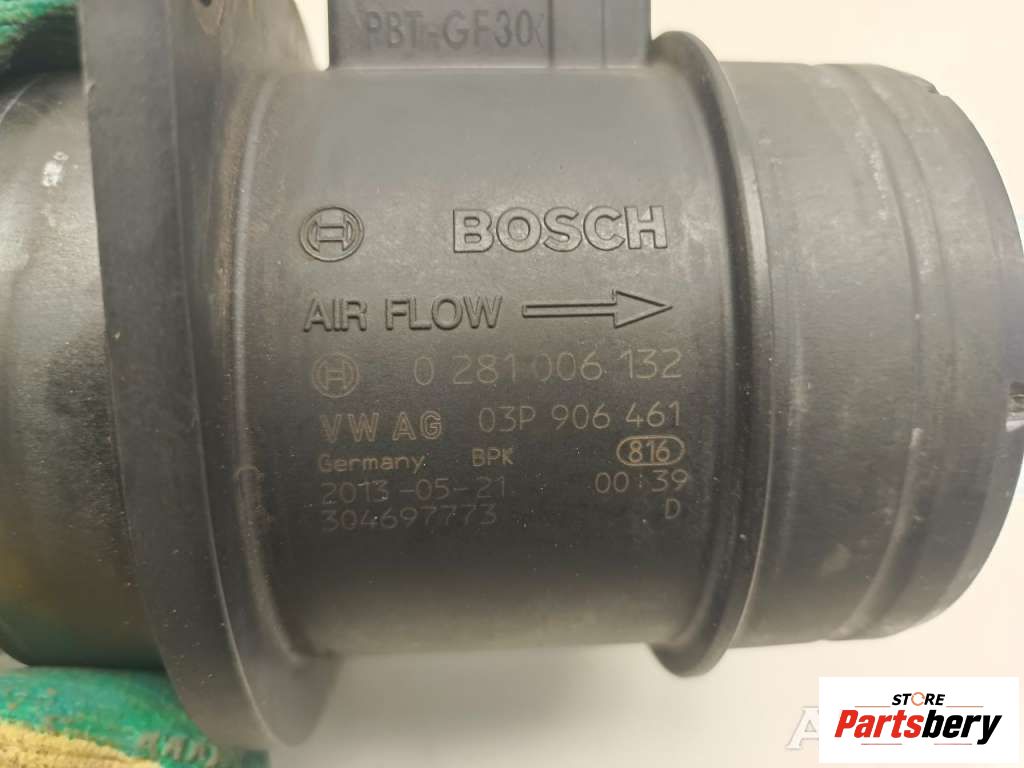 PBT-GF30
BOSCH
AIR FLOW
0 281 006 132
VW AG 03P 906 461
Germany BPK 816
2013-05-21 00:39
304697773 D
STORE
Partsbery